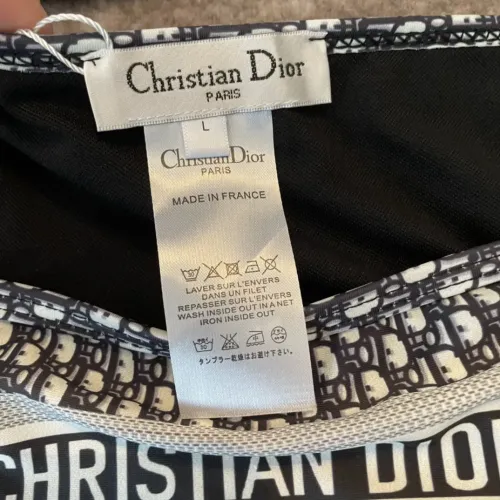 Christian Dior
PARIS
L
Christian Dior
PARIS
MADE IN FRANCE
LAVER SUR L'ENVERS
DANS UN FILET
REPASSER SUR L'ENVERS
WASH INSIDE OUT IN A NET
IRON INSIDE OUT
タンブラー乾燥はお避け下さい。
CHRISTIAN DIOR